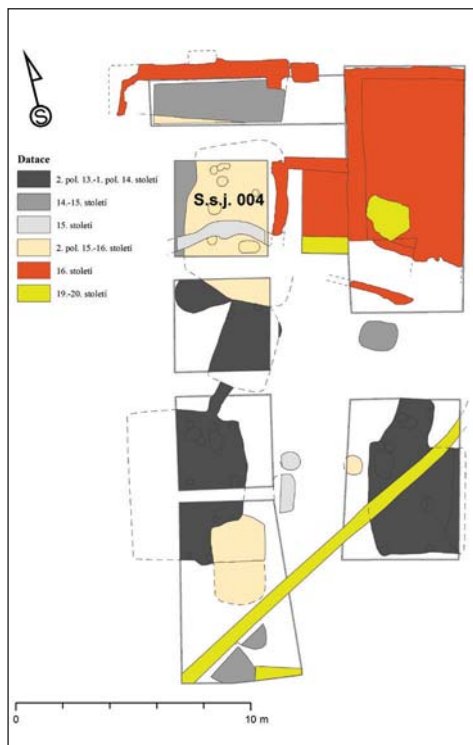 S
Datace
2. pol. 13.-1. pol. 14. století
14.-15. století
15. století
2. pol. 15.-16. století
16. století
19.-20. století
S.s.j. 004
0
10 m